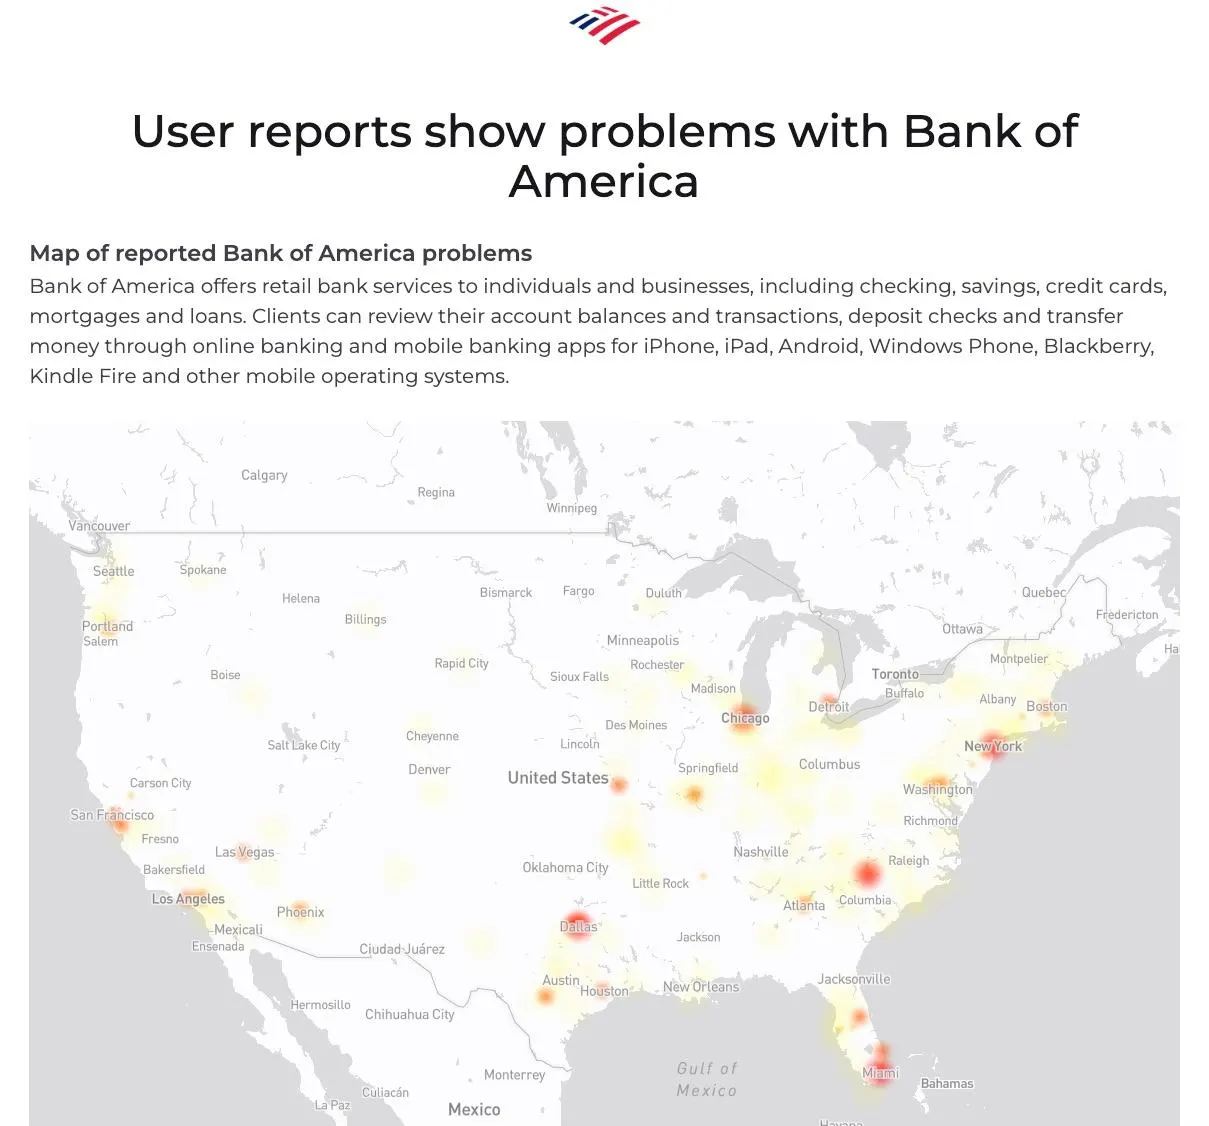 User reports show problems with Bank of
America
Map of reported Bank of America problems
Bank of America offers retail bank services to individuals and businesses, including checking, savings, credit cards,
mortgages and loans. Clients can review their account balances and transactions, deposit checks and transfer
money through online banking and mobile banking apps for iPhone, iPad, Android, Windows Phone, Blackberry,
Kindle Fire and other mobile operating systems.
Calgary
Regina
Winnipeg
Vancouver
Seattle
Spokane
Helena
Bismarck
Fargo
Duluth
Quebec
Fredericton
Billings
Portland
Salem
Minneapolis
Ottawa
Ha
Rapid City
Rochester
Montpelier
Boise
Sioux Falls
Toronto
Madison
Buffalo
Albany
Boston
Chicago
Detroit
Des Moines
Cheyenne
Salt Lake City
Lincoln
New York
Denver
United States
Springfield
Columbus
Carson City
Washington
San Francisco
Richmond
Fresno
Las Vegas
Nashville
Raleigh
Bakersfield
Oklahoma City
Little Rock
Los Angeles
Phoenix
Atlanta
Columbia
Mexicali
Dallas
Ensenada
Ciudad Juárez
Jackson
Austin
Houston
New Orleans
Jacksonville
Hermosillo
Chihuahua City
Gulf of
Mexico
Monterrey
Miami
Bahamas
Culiacán
La Paz
Mexico
Havana